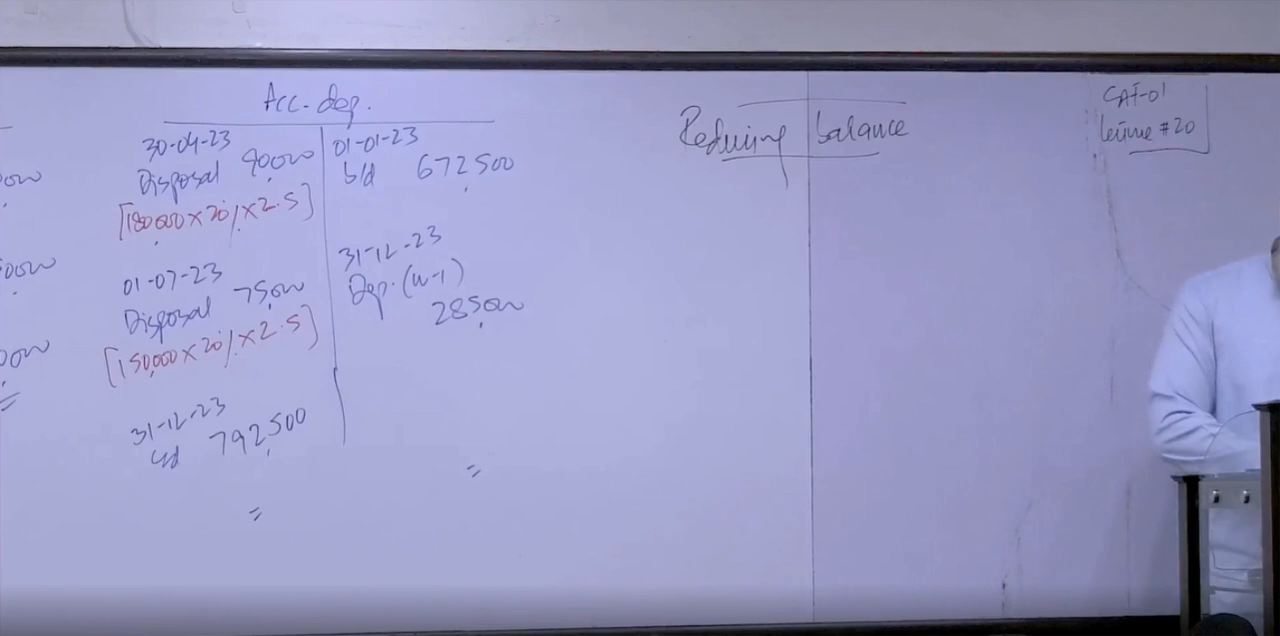 Acc. dep.
30-04-23
Disposal 90,000
[180,000 x 20% x 2.5]
01-07-23
Disposal 75,000
[150,000 x 20% x 2.5]
31-12-23
c/d 792,500
=
01-01-23
b/d 672,500
31-12-23
Dep. (W-1)
285,000
=
Reducing balance
CAF-01
lecture #20